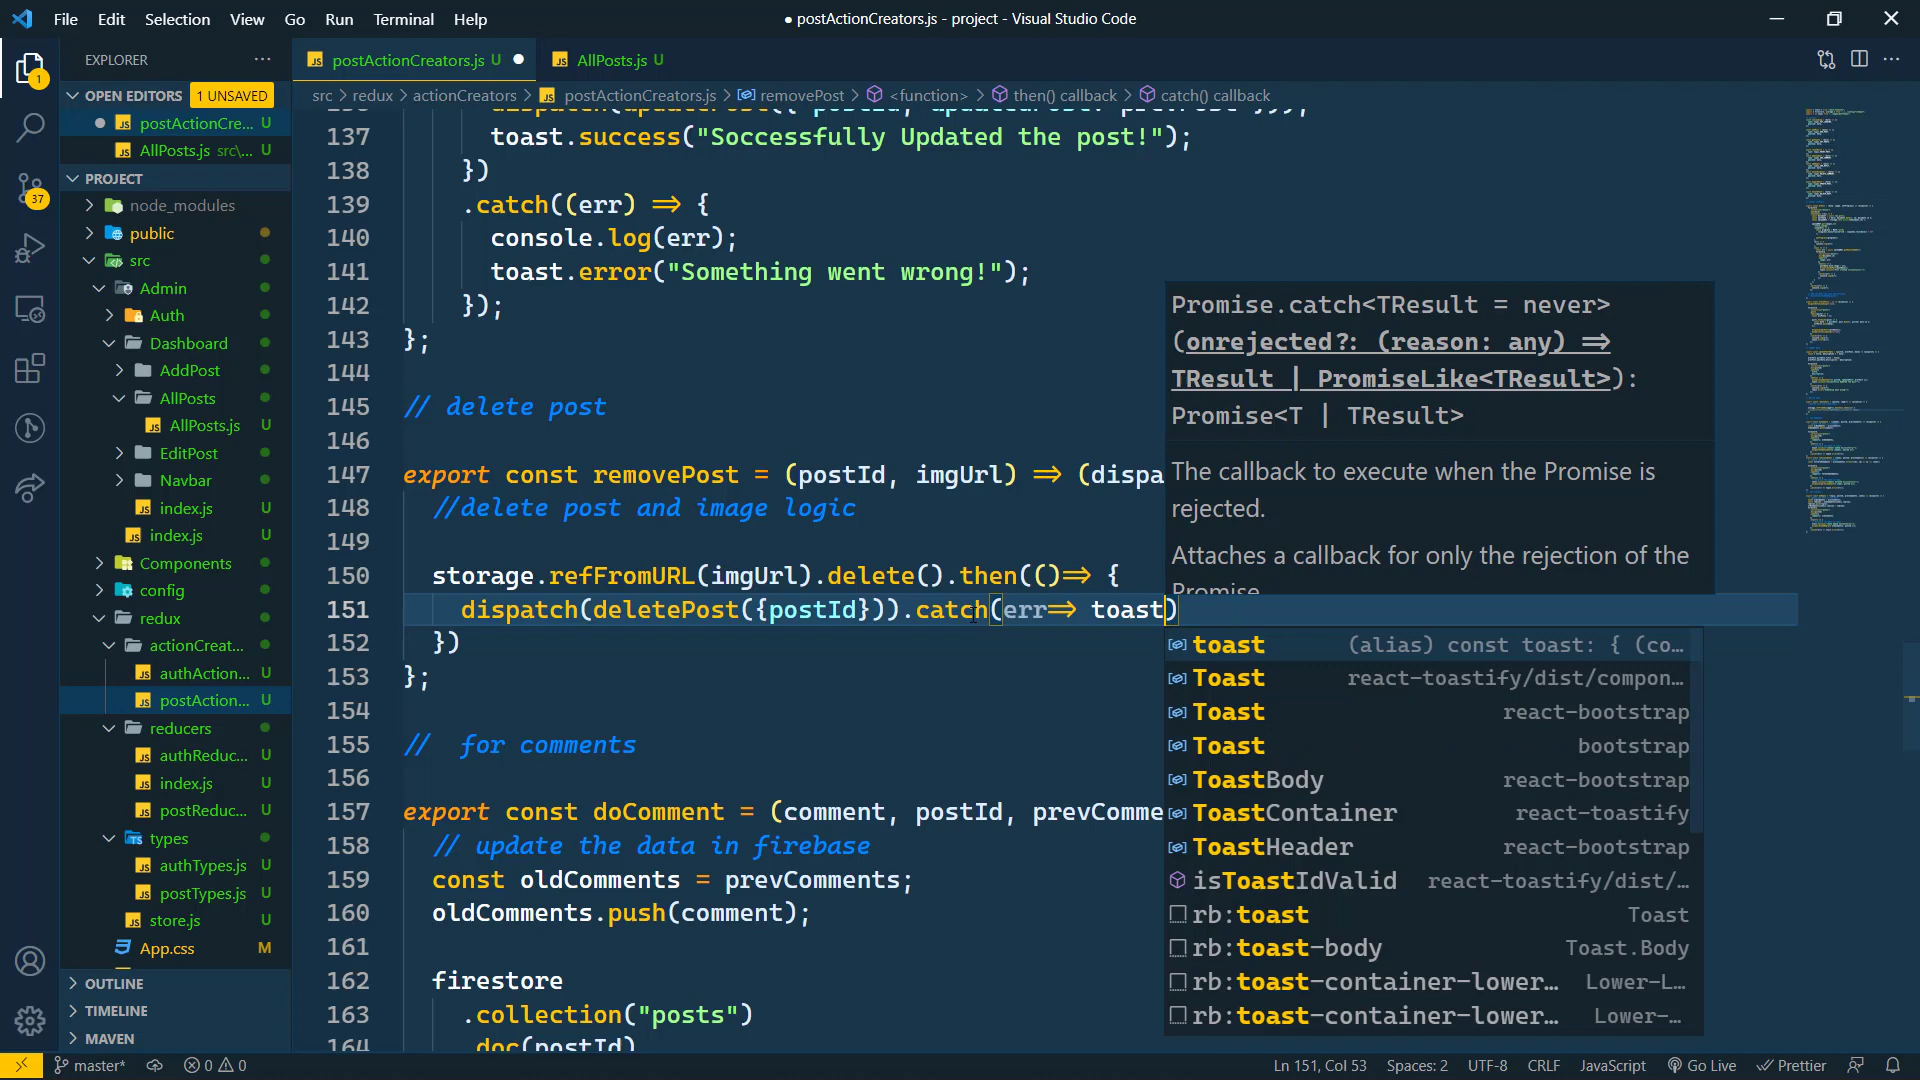 File Edit Selection View Go Run Terminal Help
● postActionCreators.js - project - Visual Studio Code
EXPLORER
OPEN EDITORS 1 UNSAVED
postActionCre... U
AllPosts.js src\... U
PROJECT
node_modules
public
src
Admin
Auth
Dashboard
AddPost
AllPosts
AllPosts.js U
EditPost
Navbar
index.js U
index.js U
Components
config
redux
actionCreat...
authAction... U
postAction... U
reducers
authReduc... U
index.js U
postReduc... U
types
authTypes.js U
postTypes.js U
store.js U
App.css M
OUTLINE
TIMELINE
MAVEN
1
37
postActionCreators.js U
AllPosts.js U
src > redux > actionCreators > postActionCreators.js > removePost > <function> > then() callback > catch() callback
137 toast.success("Soccessfully Updated the post!");
138 })
139 .catch((err) => {
140 console.log(err);
141 toast.error("Something went wrong!");
142 });
143 };
144
145 // delete post
146
147 export const removePost = (postId, imgUrl) => (dispa
148 //delete post and image logic
149
150 storage.refFromURL(imgUrl).delete().then(()=> {
151 dispatch(deletePost({postId})).catch(err=> toast)
152 })
153 };
154
155 // for comments
156
157 export const doComment = (comment, postId, prevComme
158 // update the data in firebase
159 const oldComments = prevComments;
160 oldComments.push(comment);
161
162 firestore
163 .collection("posts")
164 .doc(postId)
Promise.catch<TResult = never>
(onrejected?: (reason: any) =>
TResult | PromiseLike<TResult>):
Promise<T | TResult>
The callback to execute when the Promise is
rejected.
Attaches a callback for only the rejection of the
Promise
toast (alias) const toast: { (co...
Toast react-toastify/dist/compon...
Toast react-bootstrap
Toast bootstrap
ToastBody react-bootstrap
ToastContainer react-toastify
ToastHeader react-bootstrap
isToastIdValid react-toastify/dist/...
rb:toast Toast
rb:toast-body Toast.Body
rb:toast-container-lower... Lower-L...
rb:toast-container-lower... Lower-...
master* 0 0
Ln 151, Col 53 Spaces: 2 UTF-8 CRLF JavaScript Go Live Prettier